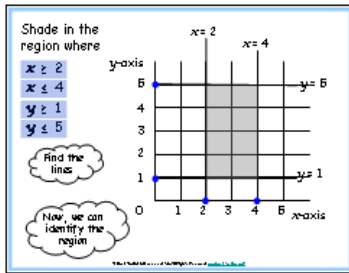 Shade in the
region where
x ≥ 2
x ≤ 4
y ≥ 1
y ≤ 5
Find the
lines
Now, we can
identify the
region
x= 2
x= 4
y-axis
5
y= 5
4
3
2
1
y= 1
0 1 2 3 4 5 x-axis